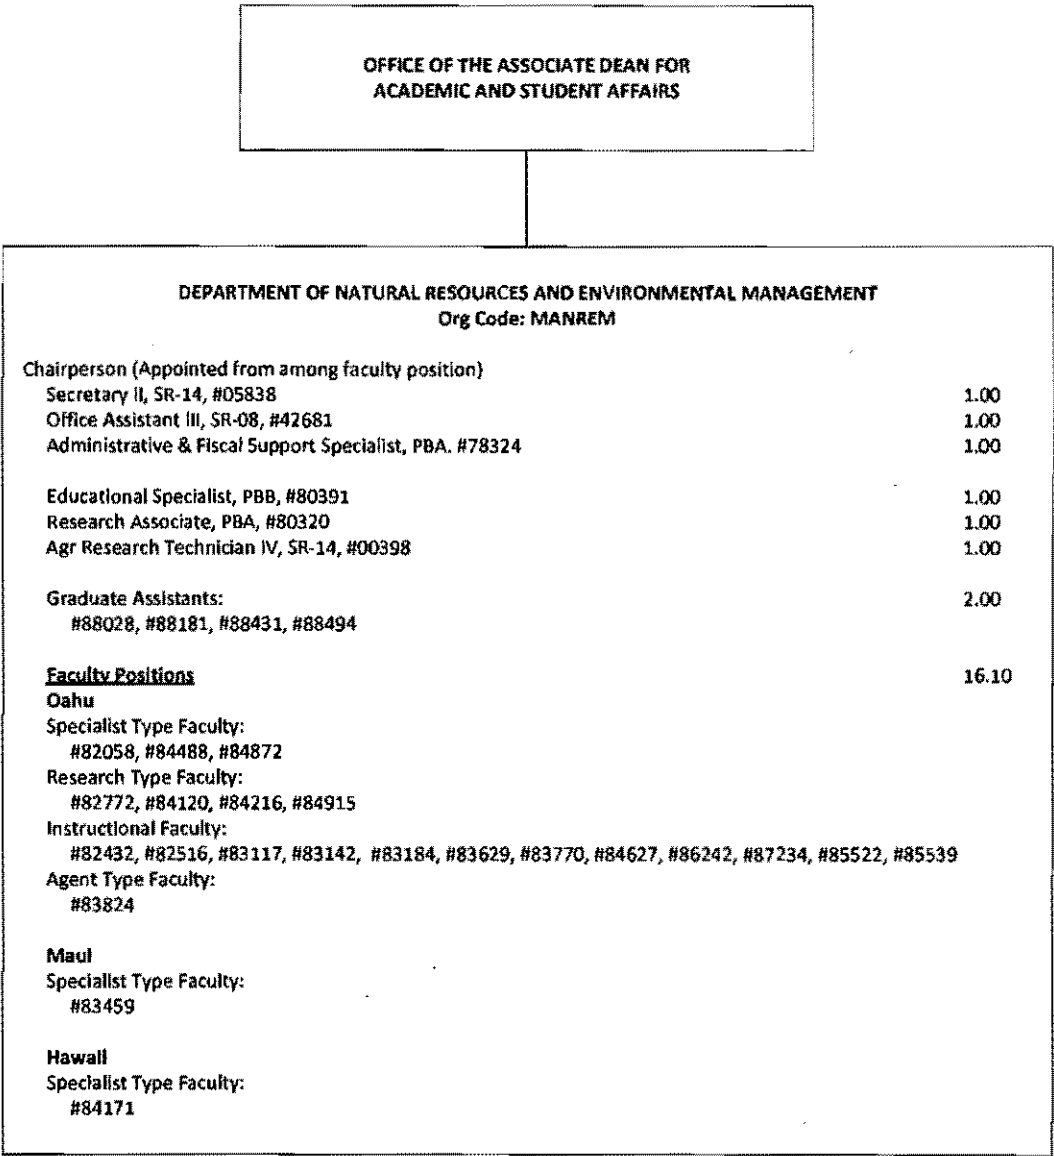 OFFICE OF THE ASSOCIATE DEAN FOR
ACADEMIC AND STUDENT AFFAIRS
DEPARTMENT OF NATURAL RESOURCES AND ENVIRONMENTAL MANAGEMENT
Org Code: MANREM
Chairperson (Appointed from among faculty position)
Secretary II, SR-14, #05838 1.00
Office Assistant III, SR-08, #42681 1.00
Administrative & Fiscal Support Specialist, PBA. #78324 1.00
Educational Specialist, PBB, #80391 1.00
Research Associate, PBA, #80320 1.00
Agr Research Technician IV, SR-14, #00398 1.00
Graduate Assistants: 2.00
#88028, #88181, #88431, #88494
Faculty Positions 16.10
Oahu
Specialist Type Faculty:
#82058, #84488, #84872
Research Type Faculty:
#82772, #84120, #84216, #84915
Instructional Faculty:
#82432, #82516, #83117, #83142, #83184, #83629, #83770, #84627, #86242, #87234, #85522, #85539
Agent Type Faculty:
#83824
Maui
Specialist Type Faculty:
#83459
Hawaii
Specialist Type Faculty:
#84171